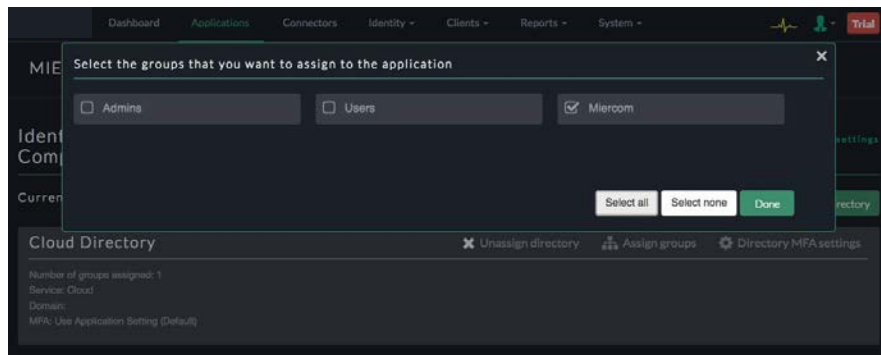 Dashboard Applications Connectors Identity Clients Reports System Trial
MIE
Select the groups that you want to assign to the application ×
Admins Users Miercom
Ident
Com settings
Select all Select none Done
Curren rectory
Cloud Directory Unassign directory Assign groups Directory MFA settings
Number of groups assigned: 1
Service: Cloud
Domain:
MFA: Use Application Setting (Default)